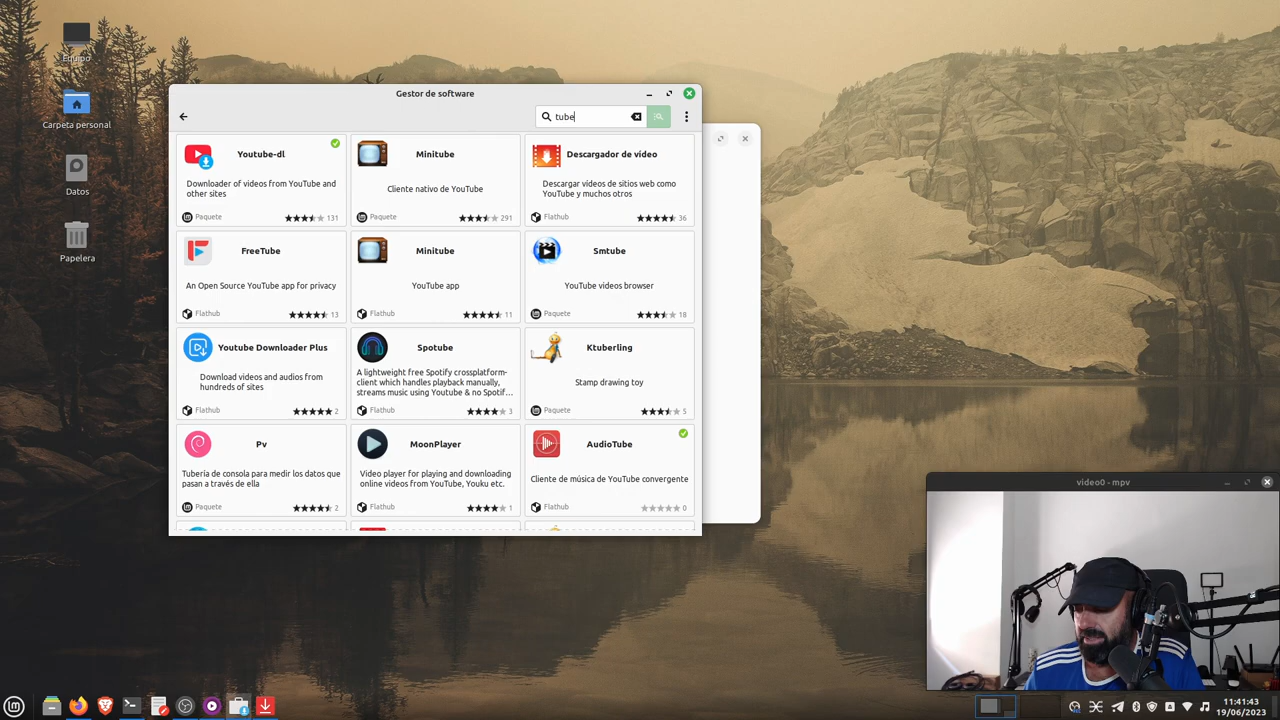 Equipo
Carpeta personal
Datos
Papelera
Gestor de software
tube
Youtube-dl
Downloader of videos from YouTube and
other sites
Paquete
131
Minitube
Cliente nativo de YouTube
Paquete
291
Descargador de vídeo
Descargar vídeos de sitios web como
YouTube y muchos otros
Flathub
36
FreeTube
An Open Source YouTube app for privacy
Flathub
13
Minitube
YouTube app
Flathub
11
Smtube
YouTube videos browser
Paquete
18
Youtube Downloader Plus
Download videos and audios from
hundreds of sites
Flathub
2
Spotube
A lightweight free Spotify crossplatform-
client which handles playback manually,
streams music using Youtube & no Spotif...
Flathub
3
Ktuberling
Stamp drawing toy
Paquete
5
Pv
Tubería de consola para medir los datos que
pasan a través de ella
Paquete
2
MoonPlayer
Video player for playing and downloading
online videos from YouTube, Youku etc.
Flathub
1
AudioTube
Cliente de música de YouTube convergente
Flathub
0
video0 - mpv
11:41:43
19/06/2023